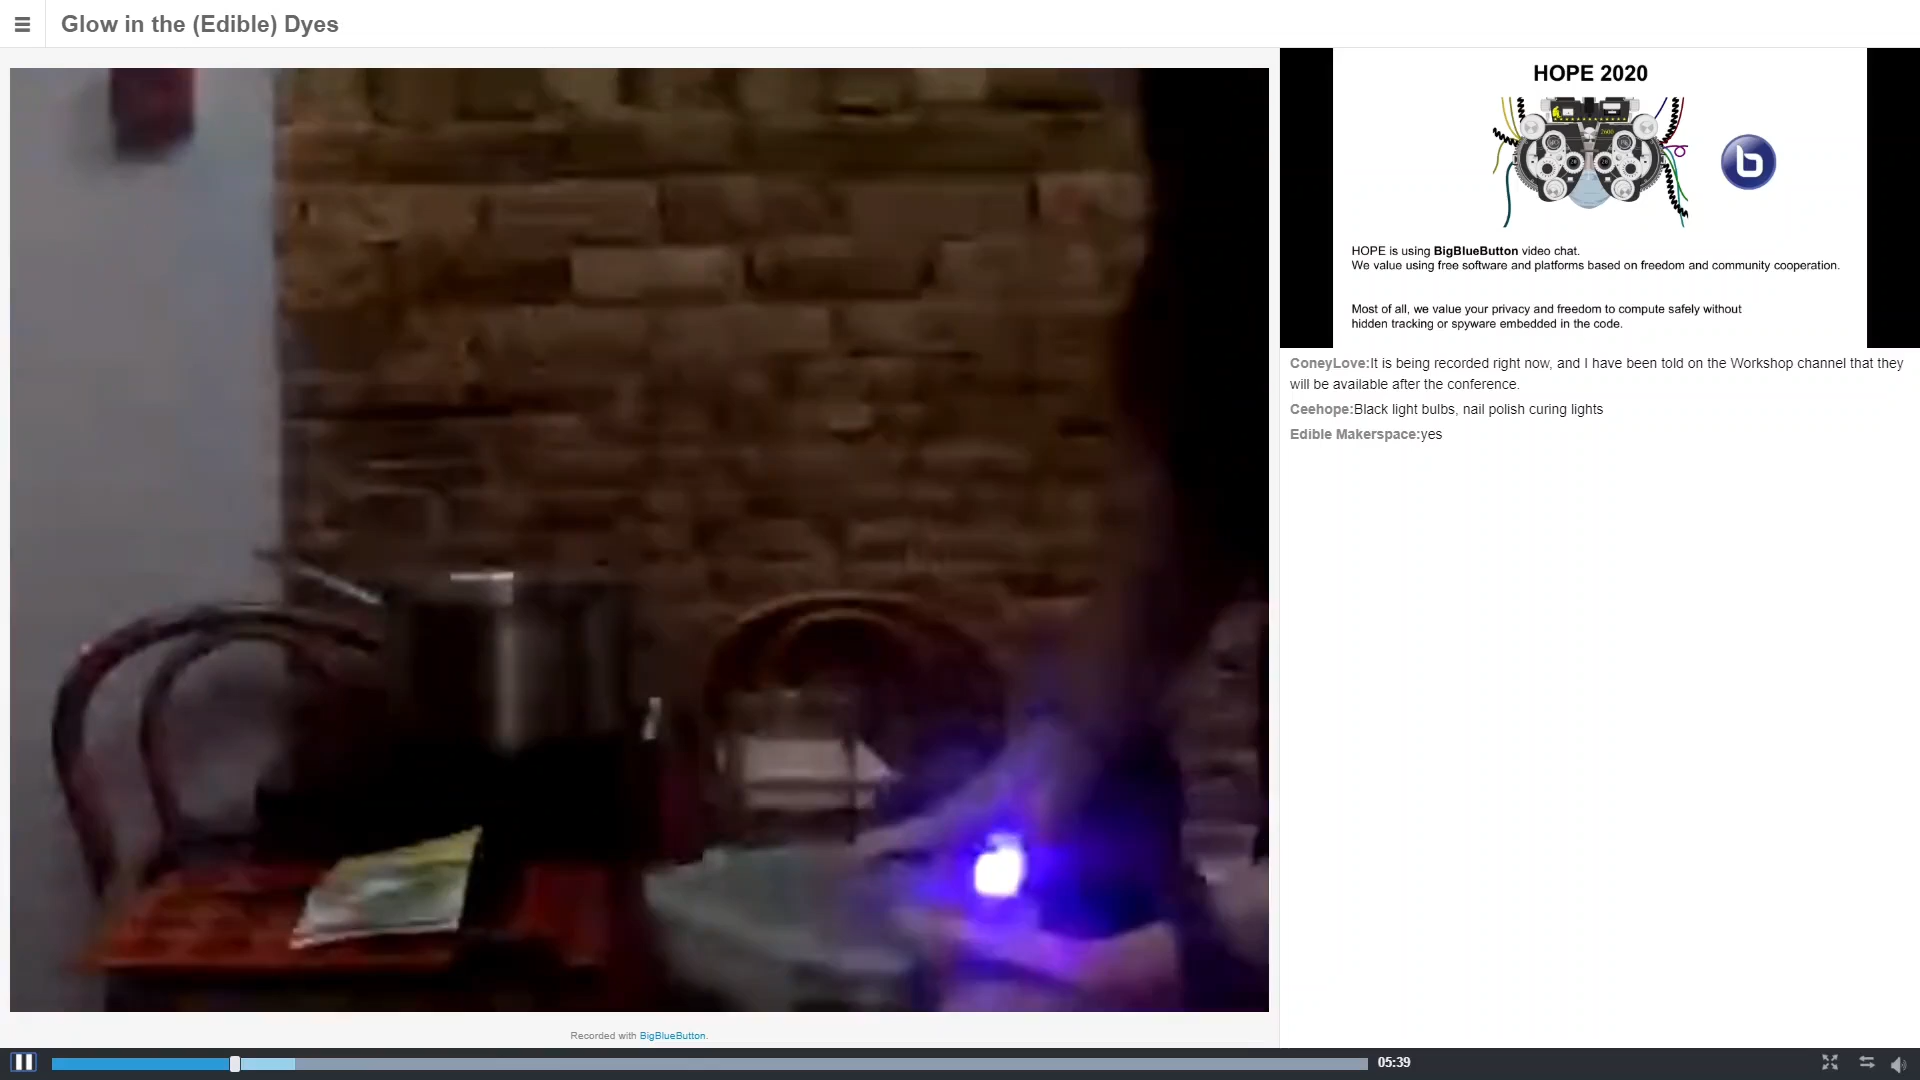 Glow in the (Edible) Dyes
HOPE 2020
2600
HOPE is using BigBlueButton video chat.
We value using free software and platforms based on freedom and community cooperation.
Most of all, we value your privacy and freedom to compute safely without
hidden tracking or spyware embedded in the code.
ConeyLove:It is being recorded right now, and I have been told on the Workshop channel that they
will be available after the conference.
Ceehope:Black light bulbs, nail polish curing lights
Edible Makerspace:yes
Recorded with BigBlueButton.
05:39